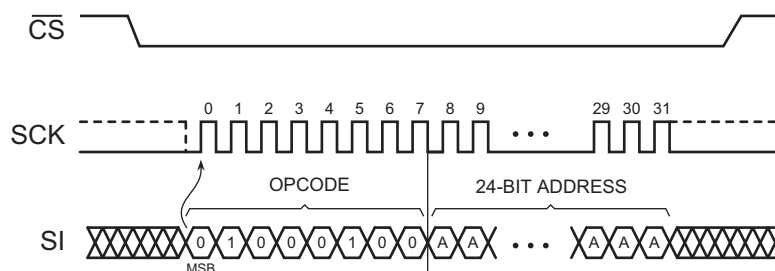 CS
0 1 2 3 4 5 6 7 8 9 29 30 31
SCK
OPCODE 24-BIT ADDRESS
SI 0 1 0 0 0 1 0 0 A A A A A
MSB